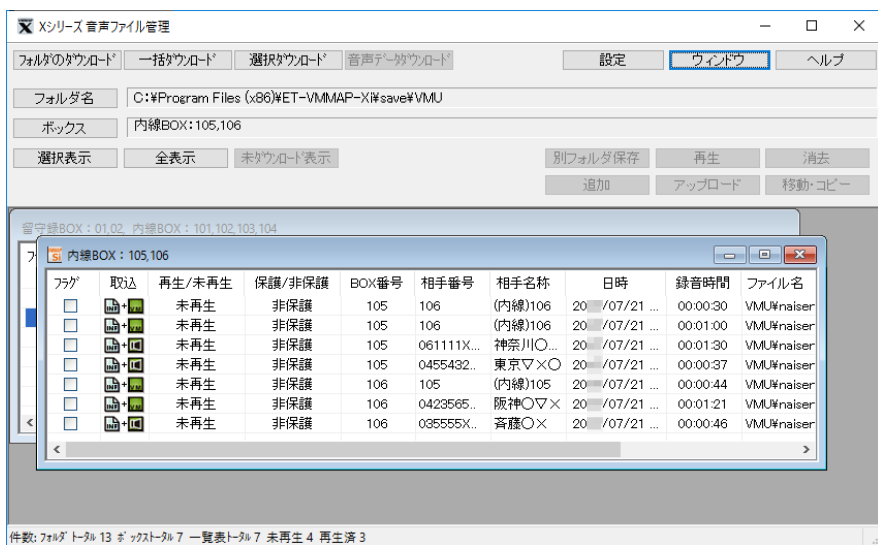 Xシリーズ 音声ファイル管理
ﾌｫﾙﾀﾞのﾀﾞｳﾝﾛｰﾄﾞ 一括ﾀﾞｳﾝﾛｰﾄﾞ 選択ﾀﾞｳﾝﾛｰﾄﾞ 音声ﾃﾞｰﾀﾀﾞｳﾝﾛｰﾄﾞ 設定 ウィンドウ ヘルプ
フォルダ名 C:¥Program Files (x86)¥ET-VMMAP-Xi¥save¥VMU
ボックス 内線BOX:105,106
選択表示 全表示 未ﾀﾞｳﾝﾛｰﾄﾞ表示 別フォルダ保存 再生 消去
追加 アップロード 移動・コピー
留守録BOX：01,02, 内線BOX：101,102,103,104
内線BOX：105,106
ﾌﾗｸﾞ 取込 再生/未再生 保護/非保護 BOX番号 相手番号 相手名称 日時 録音時間 ファイル名
未再生 非保護 105 106 (内線)106 20 /07/21 ... 00:00:30 VMU¥naiser
未再生 非保護 105 106 (内線)106 20 /07/21 ... 00:01:00 VMU¥naiser
未再生 非保護 105 061111X... 神奈川〇... 20 /07/21 ... 00:01:30 VMU¥naiser
未再生 非保護 105 0455432.. 東京▽×〇 20 /07/21 ... 00:00:37 VMU¥naiser
未再生 非保護 106 105 (内線)105 20 /07/21 ... 00:00:44 VMU¥naiser
未再生 非保護 106 0423565.. 阪神〇▽× 20 /07/21 ... 00:01:21 VMU¥naiser
未再生 非保護 106 035555X... 斉藤〇× 20 /07/21 ... 00:00:46 VMU¥naiser
件数: ﾌｫﾙﾀﾞﾄｰﾀﾙ 13 ﾎﾞｯｸｽﾄｰﾀﾙ 7 一覧表ﾄｰﾀﾙ 7 未再生 4 再生済 3